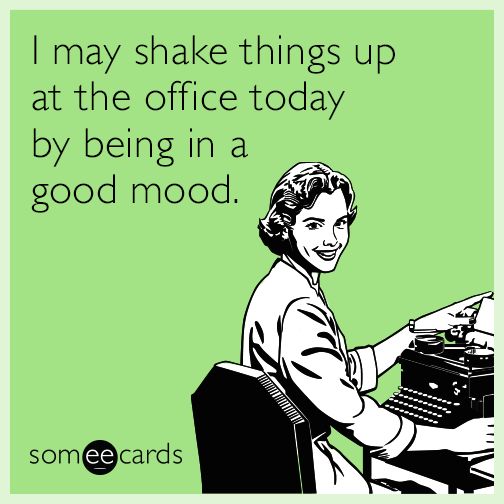 I may shake things up
at the office today
by being in a
good mood.
someecards